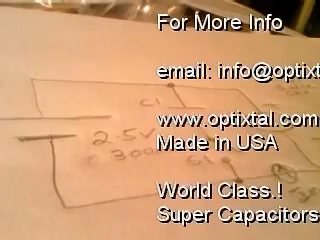 For More Info
email: info@optixtal
www.optixtal.com
Made in USA
World Class.!
Super Capacitors
C1
2.5V
S1